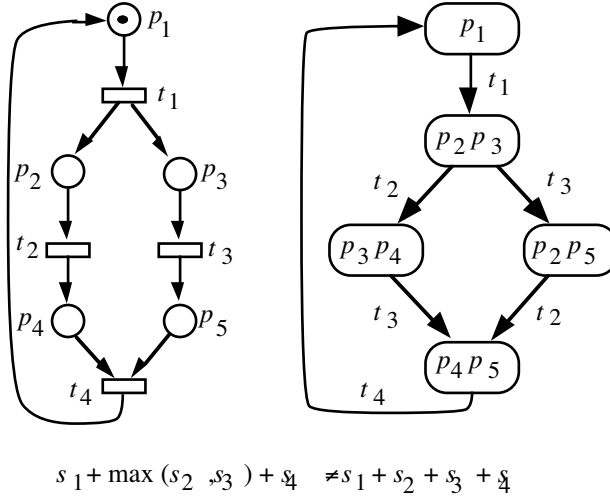 p1
p1
t1
t1
p2 p3
p2 p3
t2 t3
t2 t3
p3 p4 p2 p5
p4 p5
t3 t2
t4
p4 p5
t4
s1 + max (s2 ,s3 ) + s4 ≠ s1 + s2 + s3 + s4